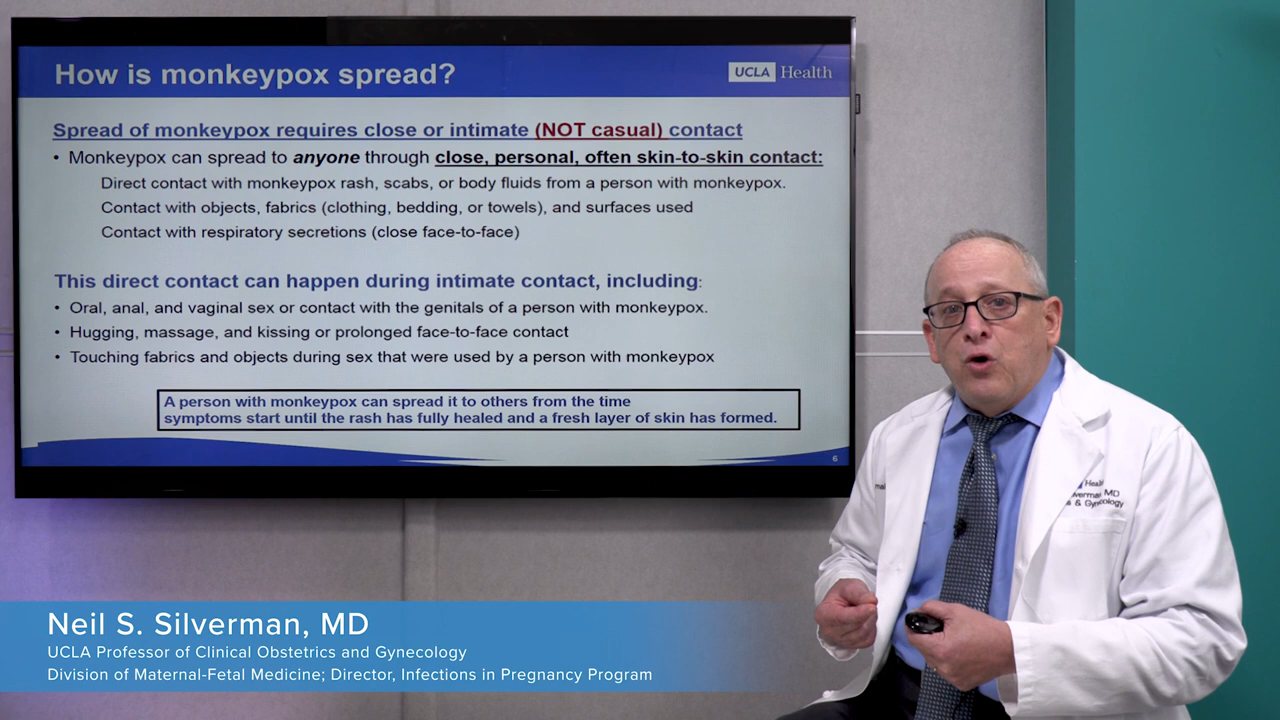 How is monkeypox spread?
UCLA Health
Spread of monkeypox requires close or intimate (NOT casual) contact
• Monkeypox can spread to anyone through close, personal, often skin-to-skin contact:
Direct contact with monkeypox rash, scabs, or body fluids from a person with monkeypox.
Contact with objects, fabrics (clothing, bedding, or towels), and surfaces used
Contact with respiratory secretions (close face-to-face)
This direct contact can happen during intimate contact, including:
• Oral, anal, and vaginal sex or contact with the genitals of a person with monkeypox.
• Hugging, massage, and kissing or prolonged face-to-face contact
• Touching fabrics and objects during sex that were used by a person with monkeypox
A person with monkeypox can spread it to others from the time
symptoms start until the rash has fully healed and a fresh layer of skin has formed.
6
Health
MD
& Gynecology
Neil S. Silverman, MD
UCLA Professor of Clinical Obstetrics and Gynecology
Division of Maternal-Fetal Medicine; Director, Infections in Pregnancy Program